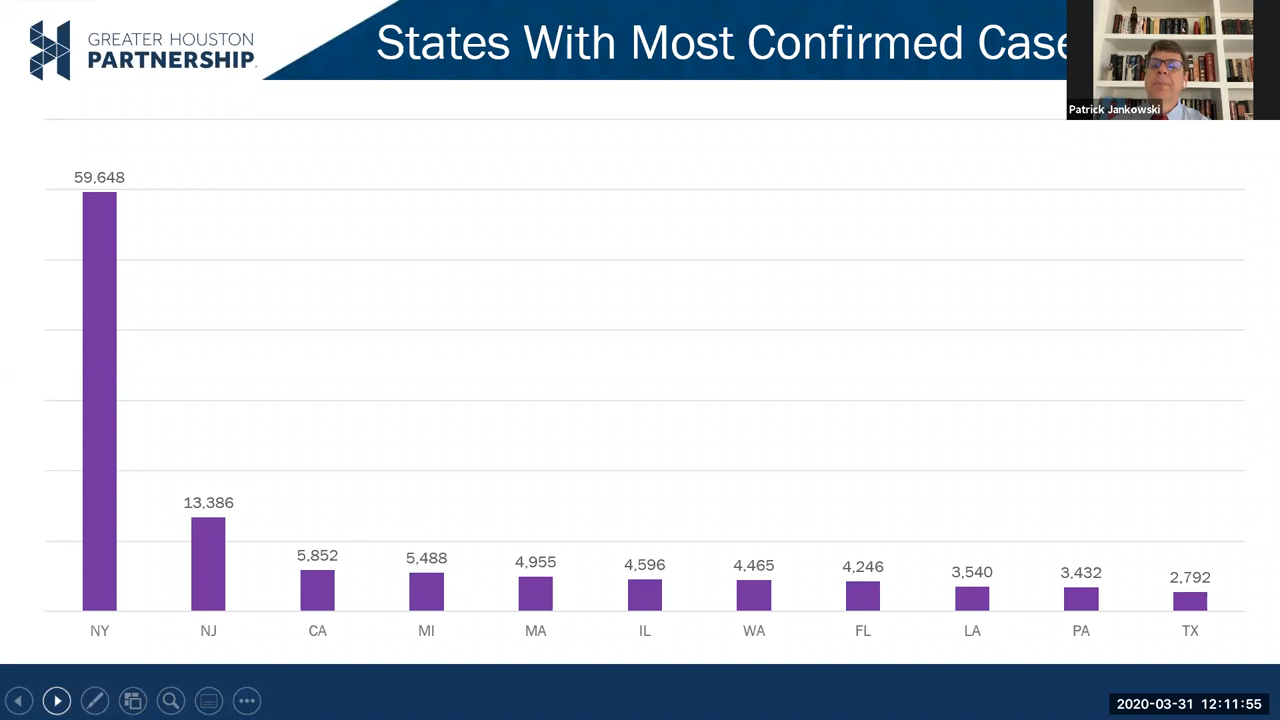 GREATER HOUSTON
PARTNERSHIP.
States With Most Confirmed Case
Patrick Jankowski
59,648
13,386
5,852
5,488
4,955
4,596
4,465
4,246
3,540
3,432
2,792
NY NJ CA MI MA IL WA FL LA PA TX
2020-03-31 12:11:55